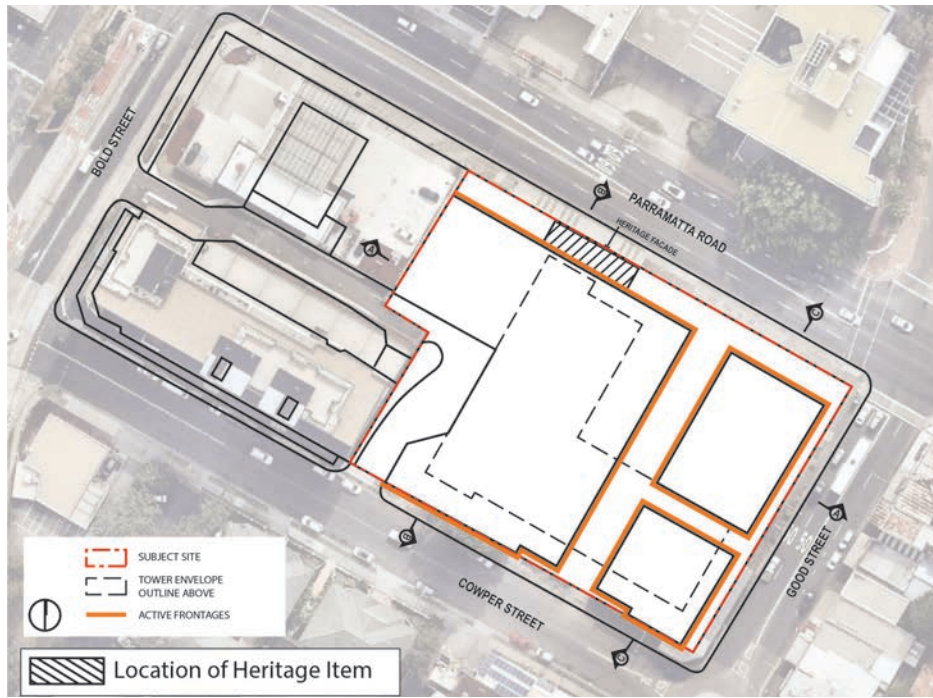 BOLD STREET
PARRAMATTA ROAD
HERITAGE FACADE
B
A
C
A
GOOD STREET
B
COWPER STREET
C
SUBJECT SITE
TOWER ENVELOPE
OUTLINE ABOVE
ACTIVE FRONTAGES
Location of Heritage Item